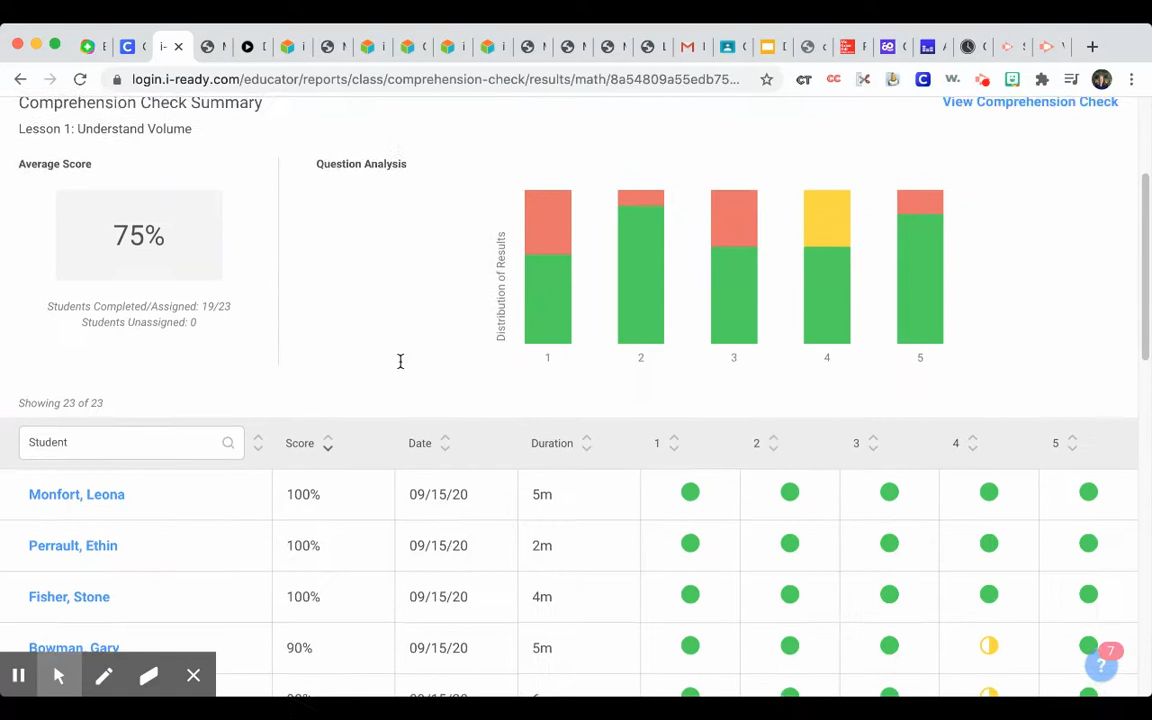 login.i-ready.com/educator/reports/class/comprehension-check/results/math/8a54809a55edb75...
Comprehension Check Summary
View Comprehension Check
Lesson 1: Understand Volume
Average Score
Question Analysis
75%
Students Completed/Assigned: 19/23
Students Unassigned: 0
Distribution of Results
1 2 3 4 5
Showing 23 of 23
Student Score Date Duration 1 2 3 4 5
Monfort, Leona 100% 09/15/20 5m
Perrault, Ethin 100% 09/15/20 2m
Fisher, Stone 100% 09/15/20 4m
Bowman, Gary 90% 09/15/20 5m
7
?